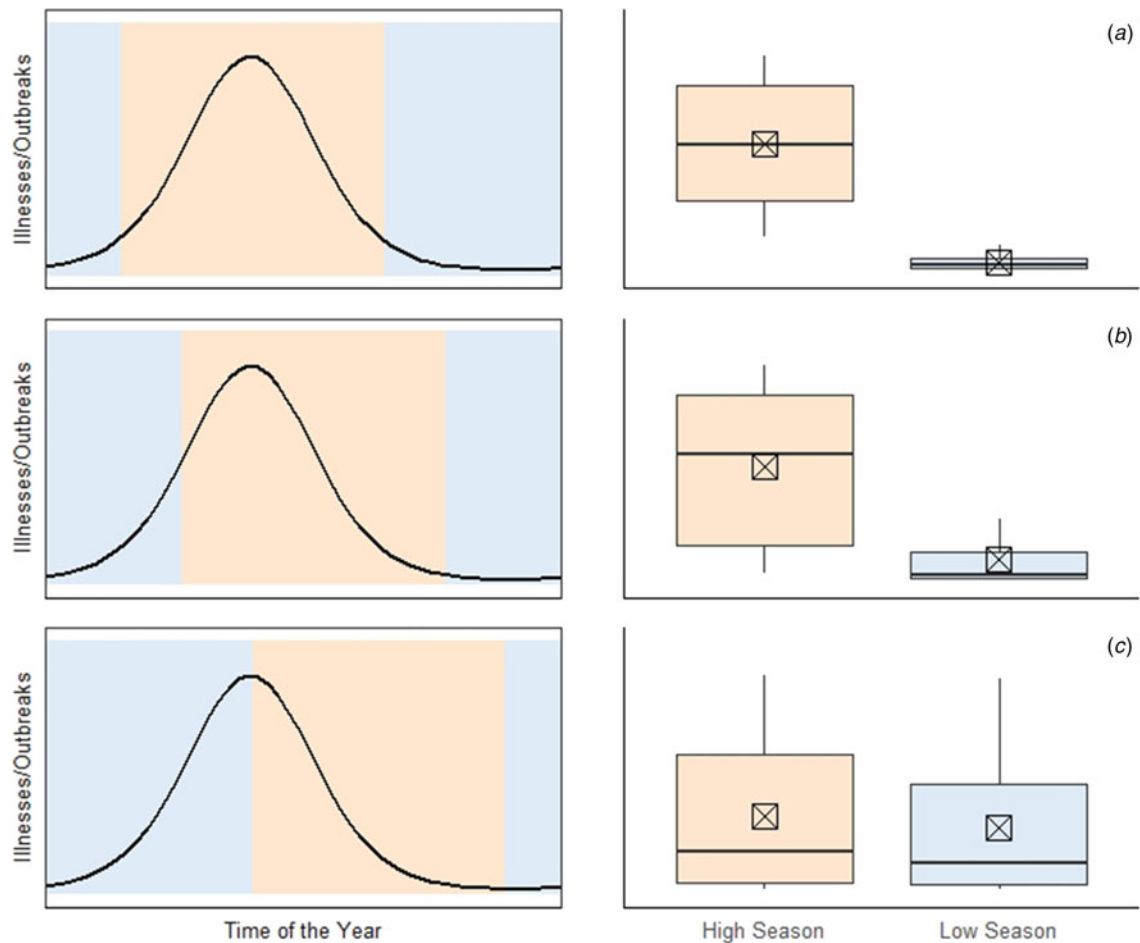 Illnesses/Outbreaks
(a)
Illnesses/Outbreaks
(b)
Illnesses/Outbreaks
(c)
Time of the Year
High Season
Low Season